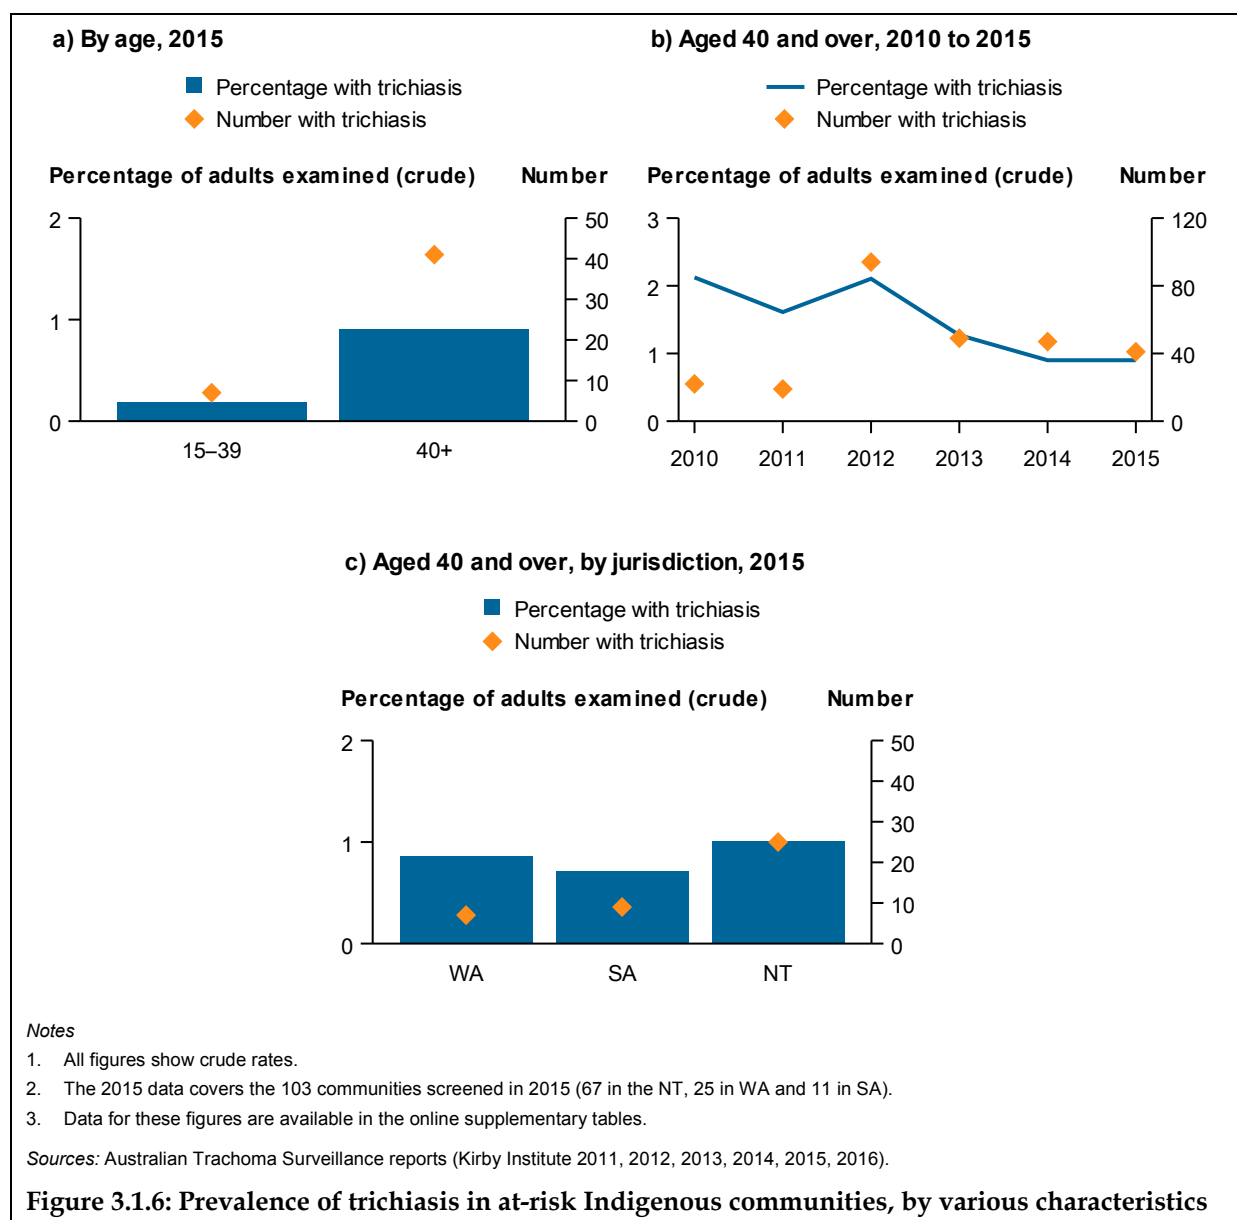 a) By age, 2015
Percentage with trichiasis
Number with trichiasis
Percentage of adults examined (crude) Number
2
1
0
50
40
30
20
10
0
15–39 40+
b) Aged 40 and over, 2010 to 2015
Percentage with trichiasis
Number with trichiasis
Percentage of adults examined (crude) Number
3
2
1
0
120
80
40
0
2010 2011 2012 2013 2014 2015
c) Aged 40 and over, by jurisdiction, 2015
Percentage with trichiasis
Number with trichiasis
Percentage of adults examined (crude) Number
2
1
0
50
40
30
20
10
0
WA SA NT
Notes
1. All figures show crude rates.
2. The 2015 data covers the 103 communities screened in 2015 (67 in the NT, 25 in WA and 11 in SA).
3. Data for these figures are available in the online supplementary tables.
Sources: Australian Trachoma Surveillance reports (Kirby Institute 2011, 2012, 2013, 2014, 2015, 2016).
Figure 3.1.6: Prevalence of trichiasis in at-risk Indigenous communities, by various characteristics